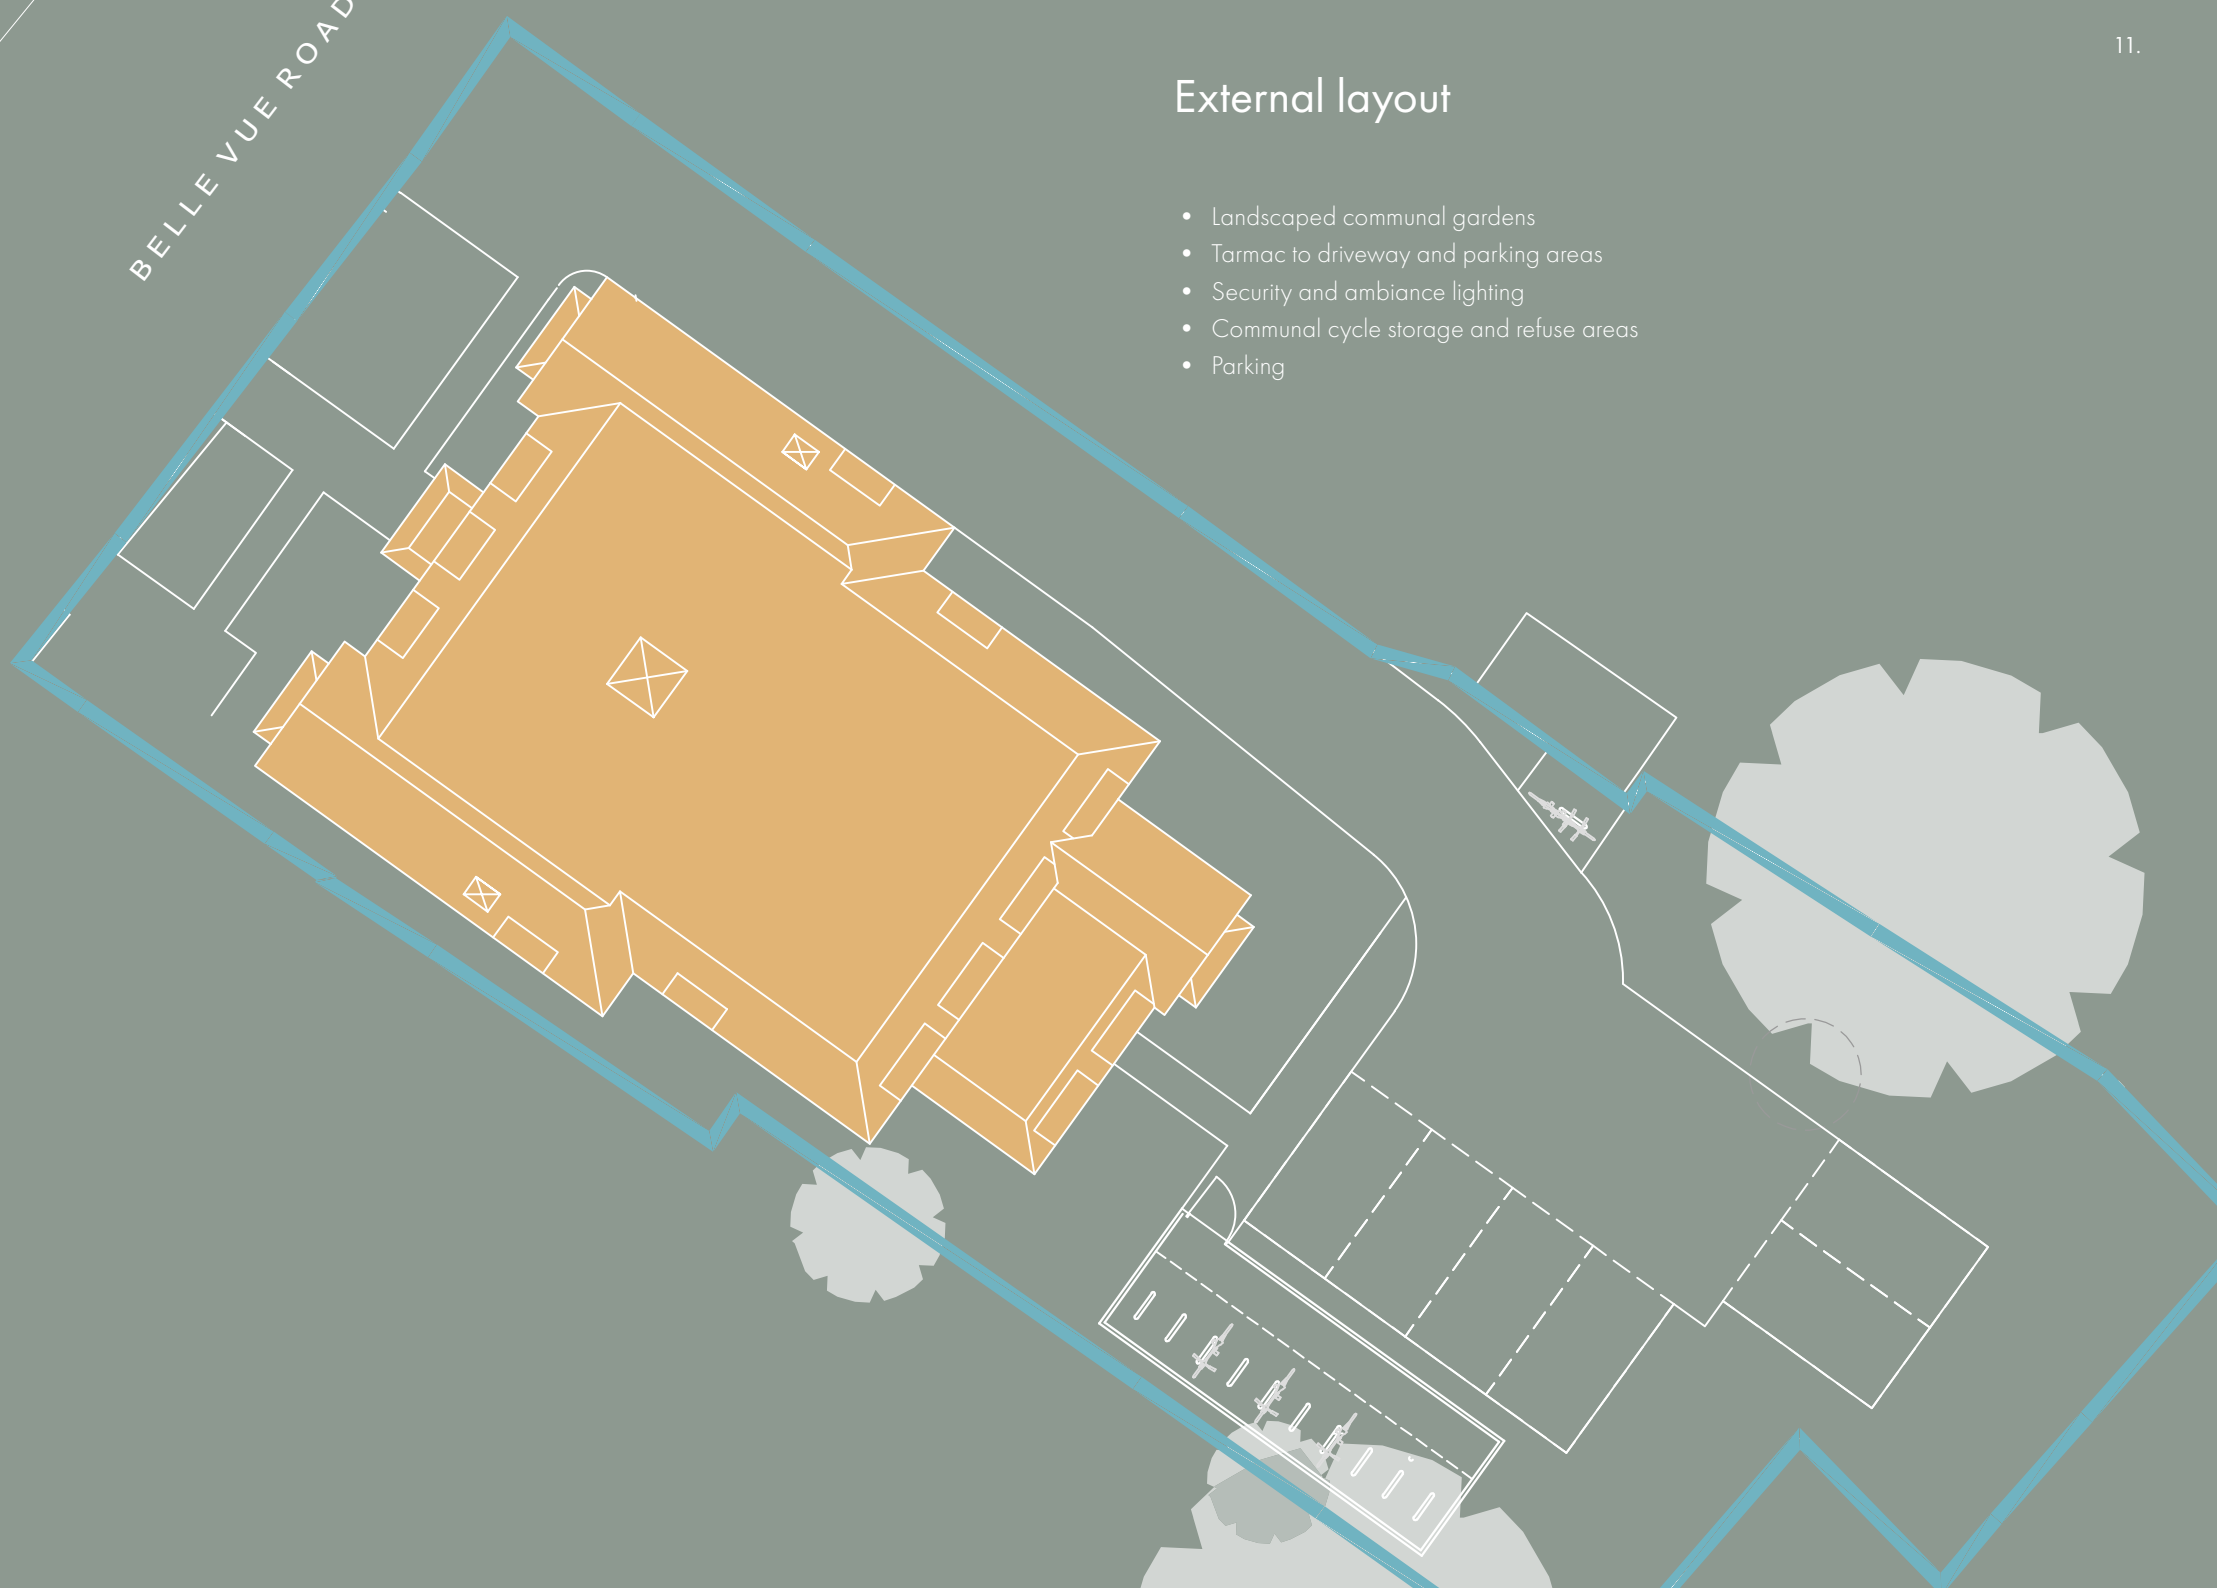 11.
BELLE VUE ROAD
External layout
• Landscaped communal gardens
• Tarmac to driveway and parking areas
• Security and ambiance lighting
• Communal cycle storage and refuse areas
• Parking